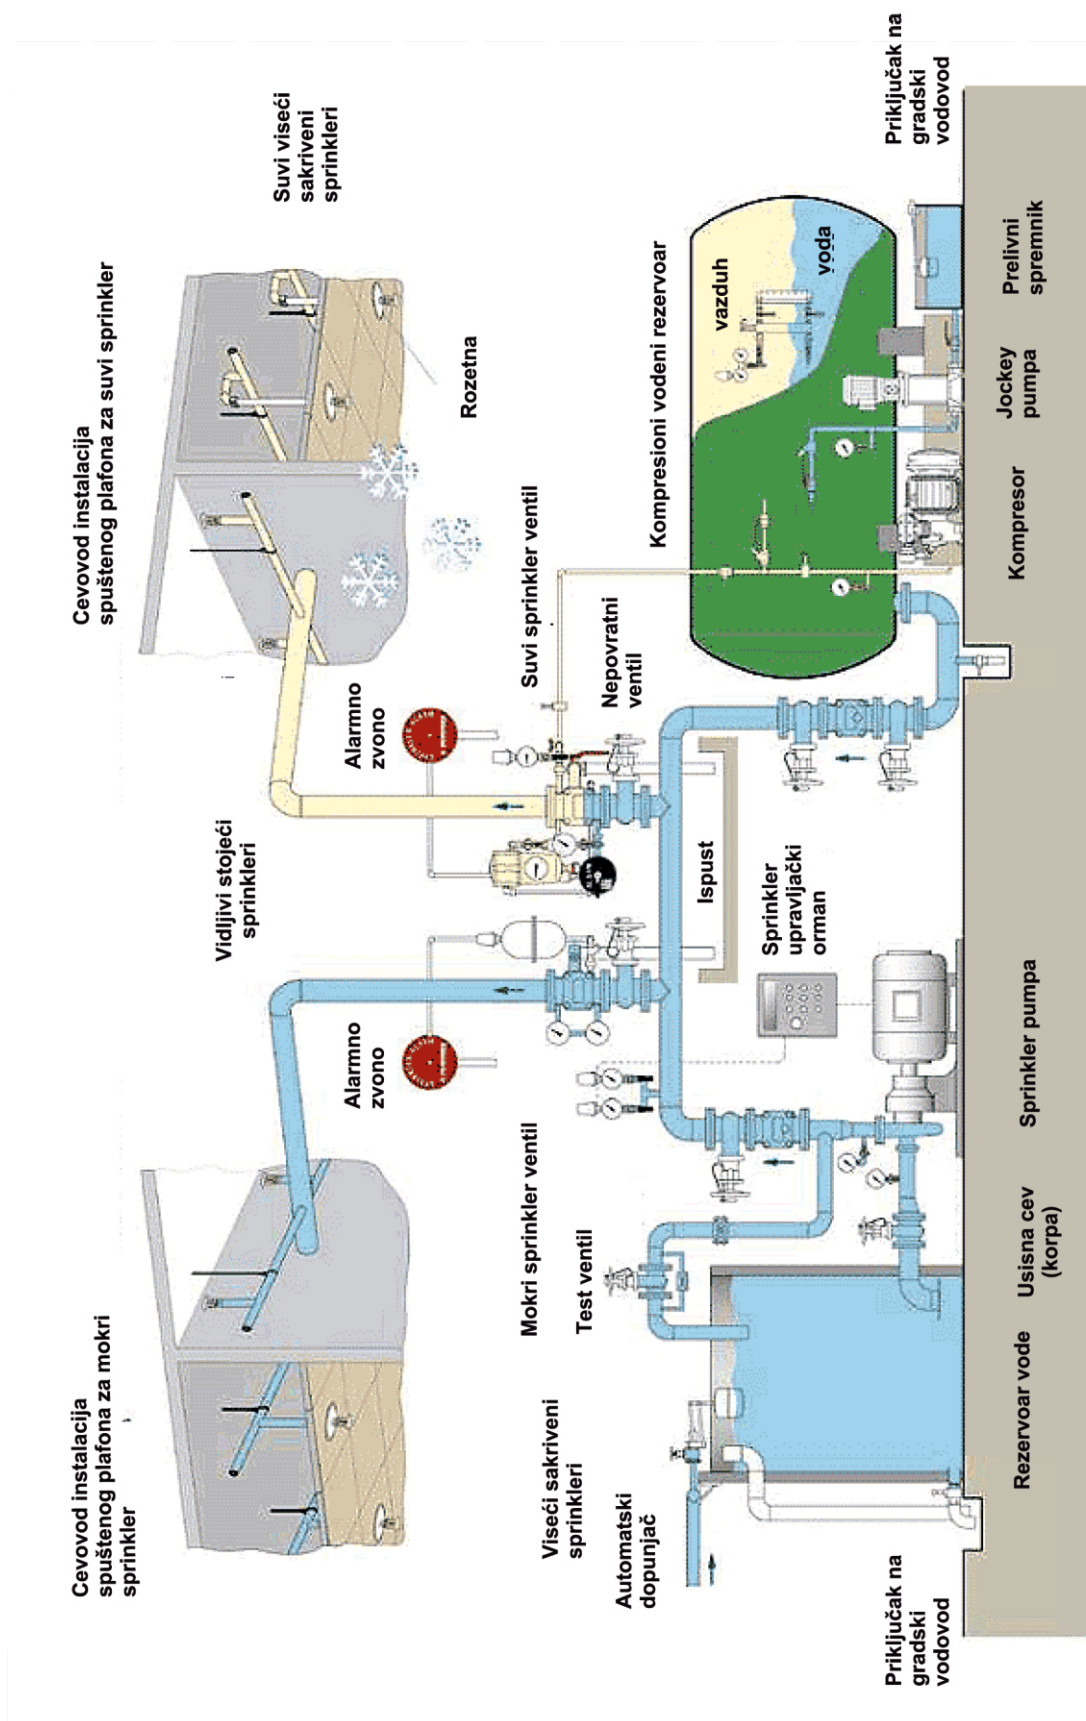 Cevovod instalacija
spuštenog plafona za mokri
sprinkler
Cevovod instalacija
spuštenog plafona za suvi sprinkler
Vidljivi stojeći
sprinkleri
Suvi viseći
sakriveni
sprinkleri
Alarmno
zvono
Alarmno
zvono
Rozetna
Viseći sakriveni
sprinkleri
Mokri sprinkler ventil
Suvi sprinkler ventil
Test ventil
Nepovratni
ventil
Automatski
dopunjač
Kompresioni vodeni rezervoar
Ispust
vazduh
voda
Sprinkler
upravljački
orman
Priključak na
gradski
vodovod
Priključak na
gradski
vodovod
Rezervoar vode
Usisna cev
(korpa)
Sprinkler pumpa
Kompresor
Jockey
pumpa
Prelivni
spremnik